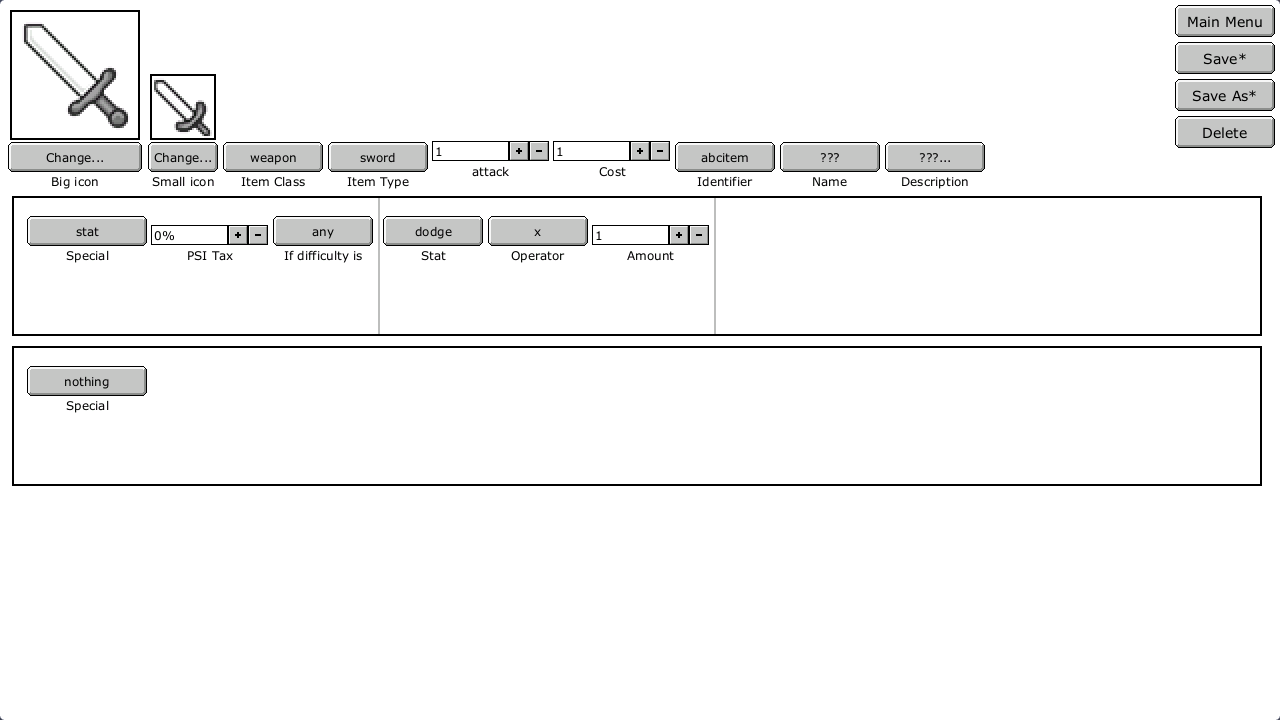 Main Menu
Save*
Save As*
Delete
Change...
Change...
weapon
sword
1 + -
1 + -
abcitem
???
???...
Big icon
Small icon
Item Class
Item Type
attack
Cost
Identifier
Name
Description
stat
0% + -
any
dodge
x
1 + -
Special
PSI Tax
If difficulty is
Stat
Operator
Amount
nothing
Special